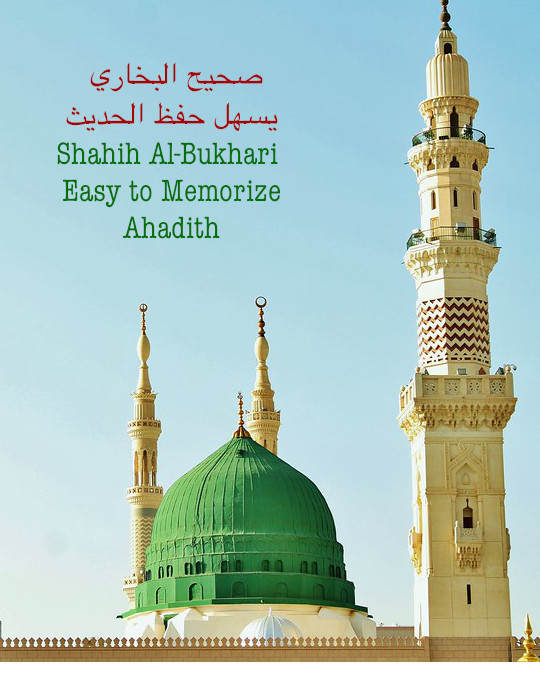 صحيح البخاري
يسهل حفظ الحديث
Shahih Al-Bukhari
Easy to Memorize
Ahadith